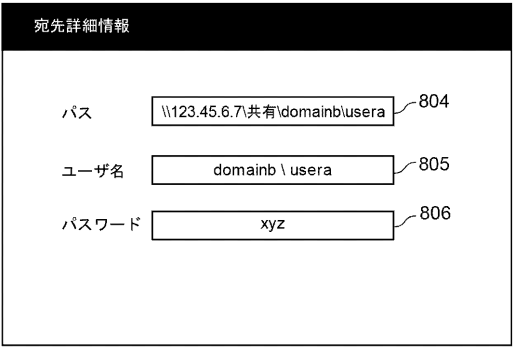 宛先詳細情報
パス \\123.45.6.7\共有\domainb\usera 804
ユーザ名 domainb \ usera 805
パスワード xyz 806